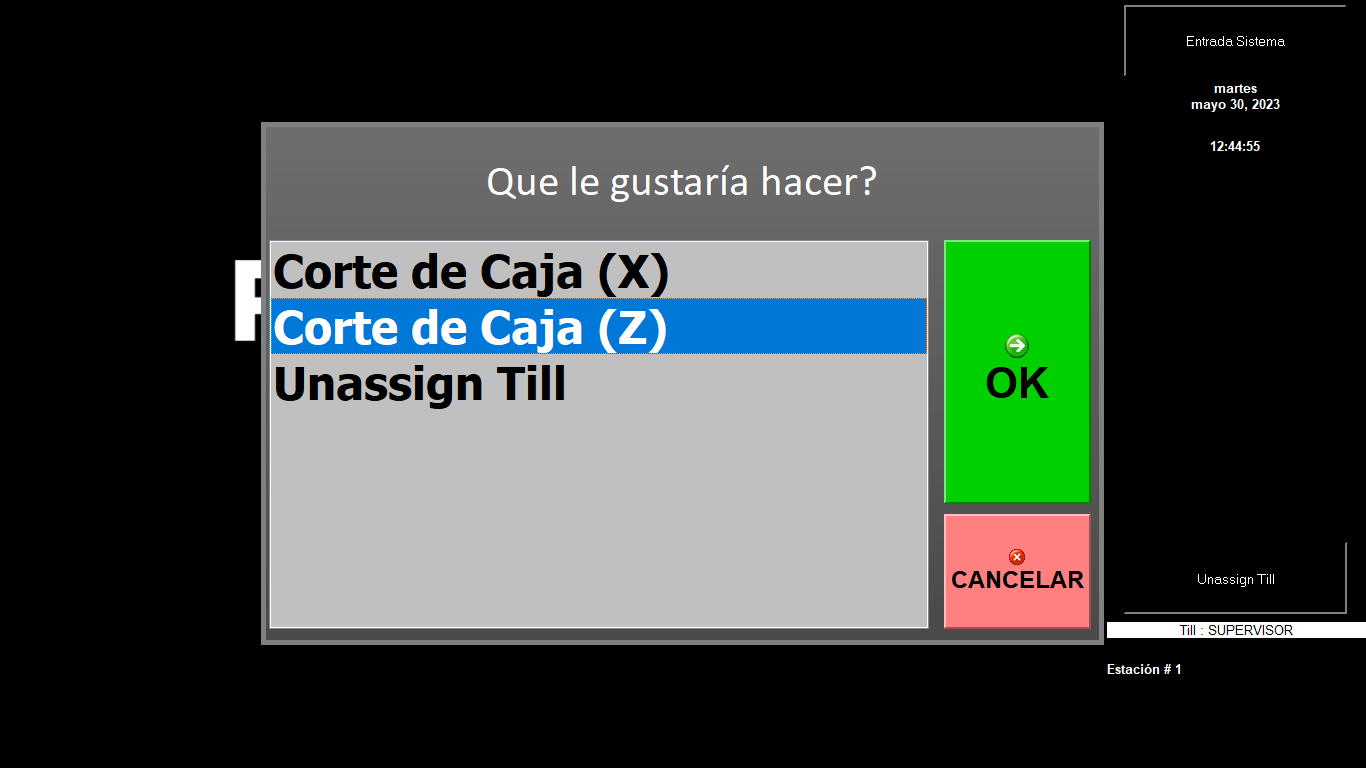 Entrada Sistema
martes
mayo 30, 2023
12:44:55
Que le gustaría hacer?
Corte de Caja (X)
Corte de Caja (Z)
Unassign Till
OK
CANCELAR
Unassign Till
Till : SUPERVISOR
Estación # 1